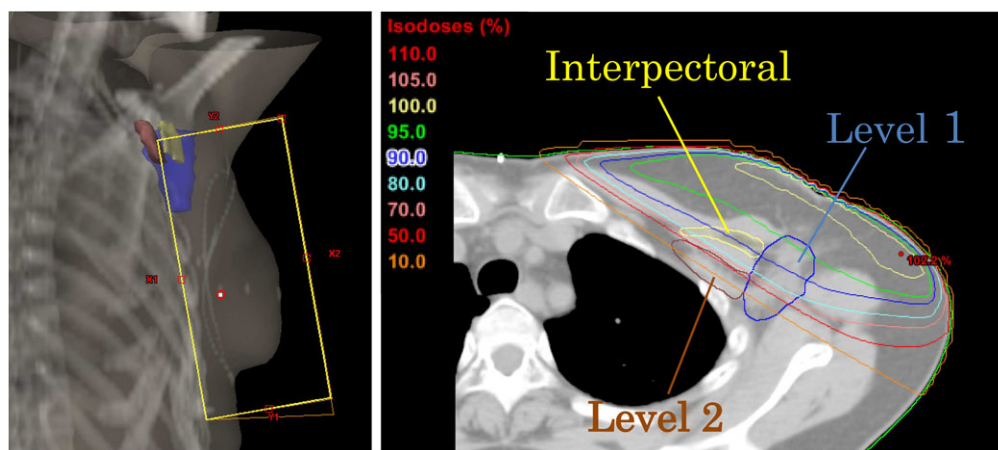 Y2
X1
X2
Y1
Isodoses (%)
110.0
105.0
100.0
95.0
90.0
80.0
70.0
50.0
10.0
Interpectoral
Level 1
102.2 %
Level 2